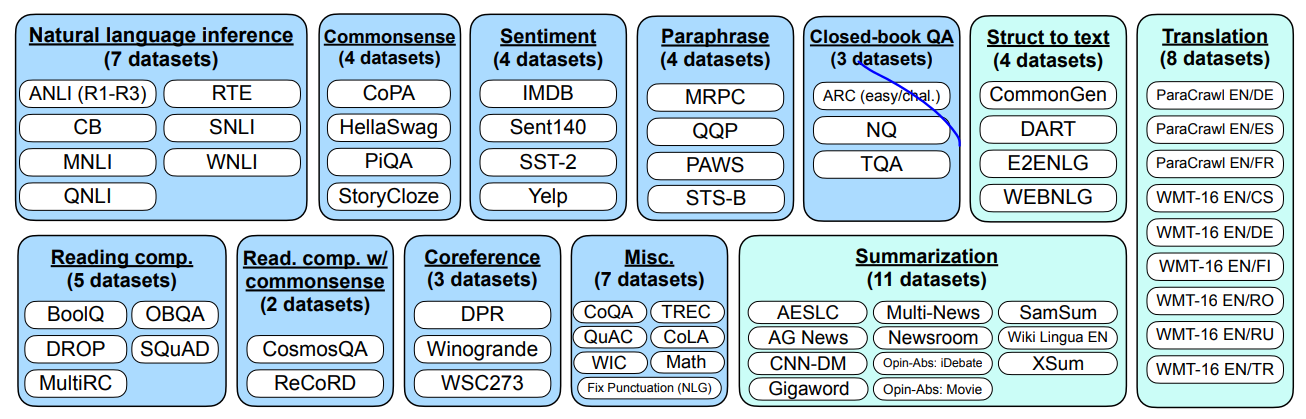 Natural language inference
(7 datasets)
ANLI (R1-R3)
RTE
CB
SNLI
MNLI
WNLI
QNLI
Commonsense
(4 datasets)
CoPA
HellaSwag
PiQA
StoryCloze
Sentiment
(4 datasets)
IMDB
Sent140
SST-2
Yelp
Paraphrase
(4 datasets)
MRPC
QQP
PAWS
STS-B
Closed-book QA
(3 datasets)
ARC (easy/chal.)
NQ
TQA
Struct to text
(4 datasets)
CommonGen
DART
E2ENLG
WEBNLG
Translation
(8 datasets)
ParaCrawl EN/DE
ParaCrawl EN/ES
ParaCrawl EN/FR
WMT-16 EN/CS
WMT-16 EN/DE
WMT-16 EN/FI
WMT-16 EN/RO
WMT-16 EN/RU
WMT-16 EN/TR
Reading comp.
(5 datasets)
BoolQ
OBQA
DROP
SQuAD
MultiRC
Read. comp. w/
commonsense
(2 datasets)
CosmosQA
ReCoRD
Coreference
(3 datasets)
DPR
Winogrande
WSC273
Misc.
(7 datasets)
CoQA
TREC
QuAC
CoLA
WIC
Math
Fix Punctuation (NLG)
Summarization
(11 datasets)
AESLC
Multi-News
SamSum
AG News
Newsroom
Wiki Lingua EN
CNN-DM
Opin-Abs: iDebate
XSum
Gigaword
Opin-Abs: Movie